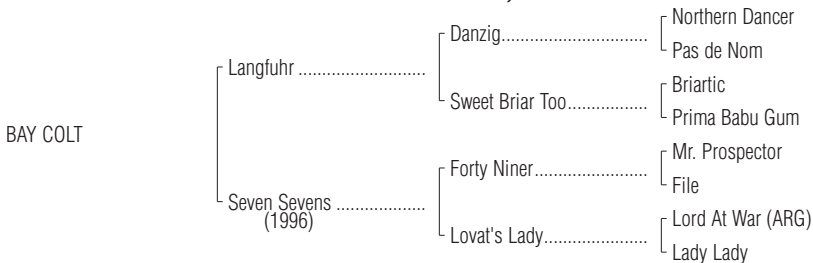 Northern Dancer
Danzig................................
Pas de Nom
Langfuhr ............................
Briartic
Sweet Briar Too.................
Prima Babu Gum
BAY COLT
Mr. Prospector
Forty Niner.........................
File
Seven Sevens ....................
(1996)
Lord At War (ARG)
Lovat's Lady.......................
Lady Lady